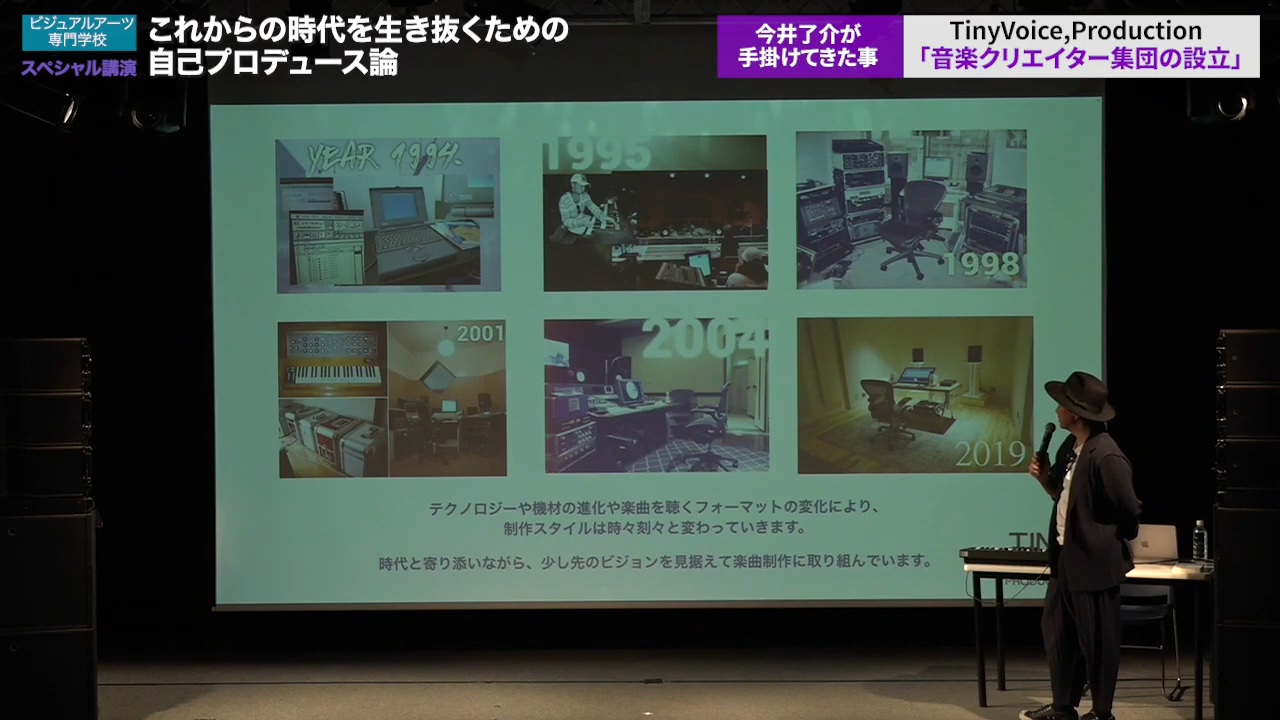 ビジュアルアーツ
専門学校
スペシャル講演
これからの時代を生き抜くための
自己プロデュース論
今井了介が
手掛けてきた事
TinyVoice,Production
「音楽クリエイター集団の設立」
YEAR 1994.
1995
1998
2001
2004
2019
テクノロジーや機材の進化や楽曲を聴くフォーマットの変化により、
制作スタイルは時々刻々と変わっていきます。
時代と寄り添いながら、少し先のビジョンを見据えて楽曲制作に取り組んでいます。